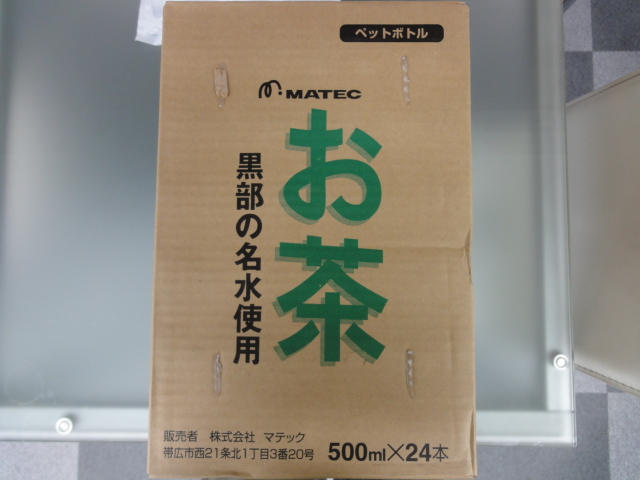 ペットボトル
MATEC
お茶
黒部の名水使用
販売者 株式会社 マテック
帯広市西21条北1丁目3番20号
500ml×24本